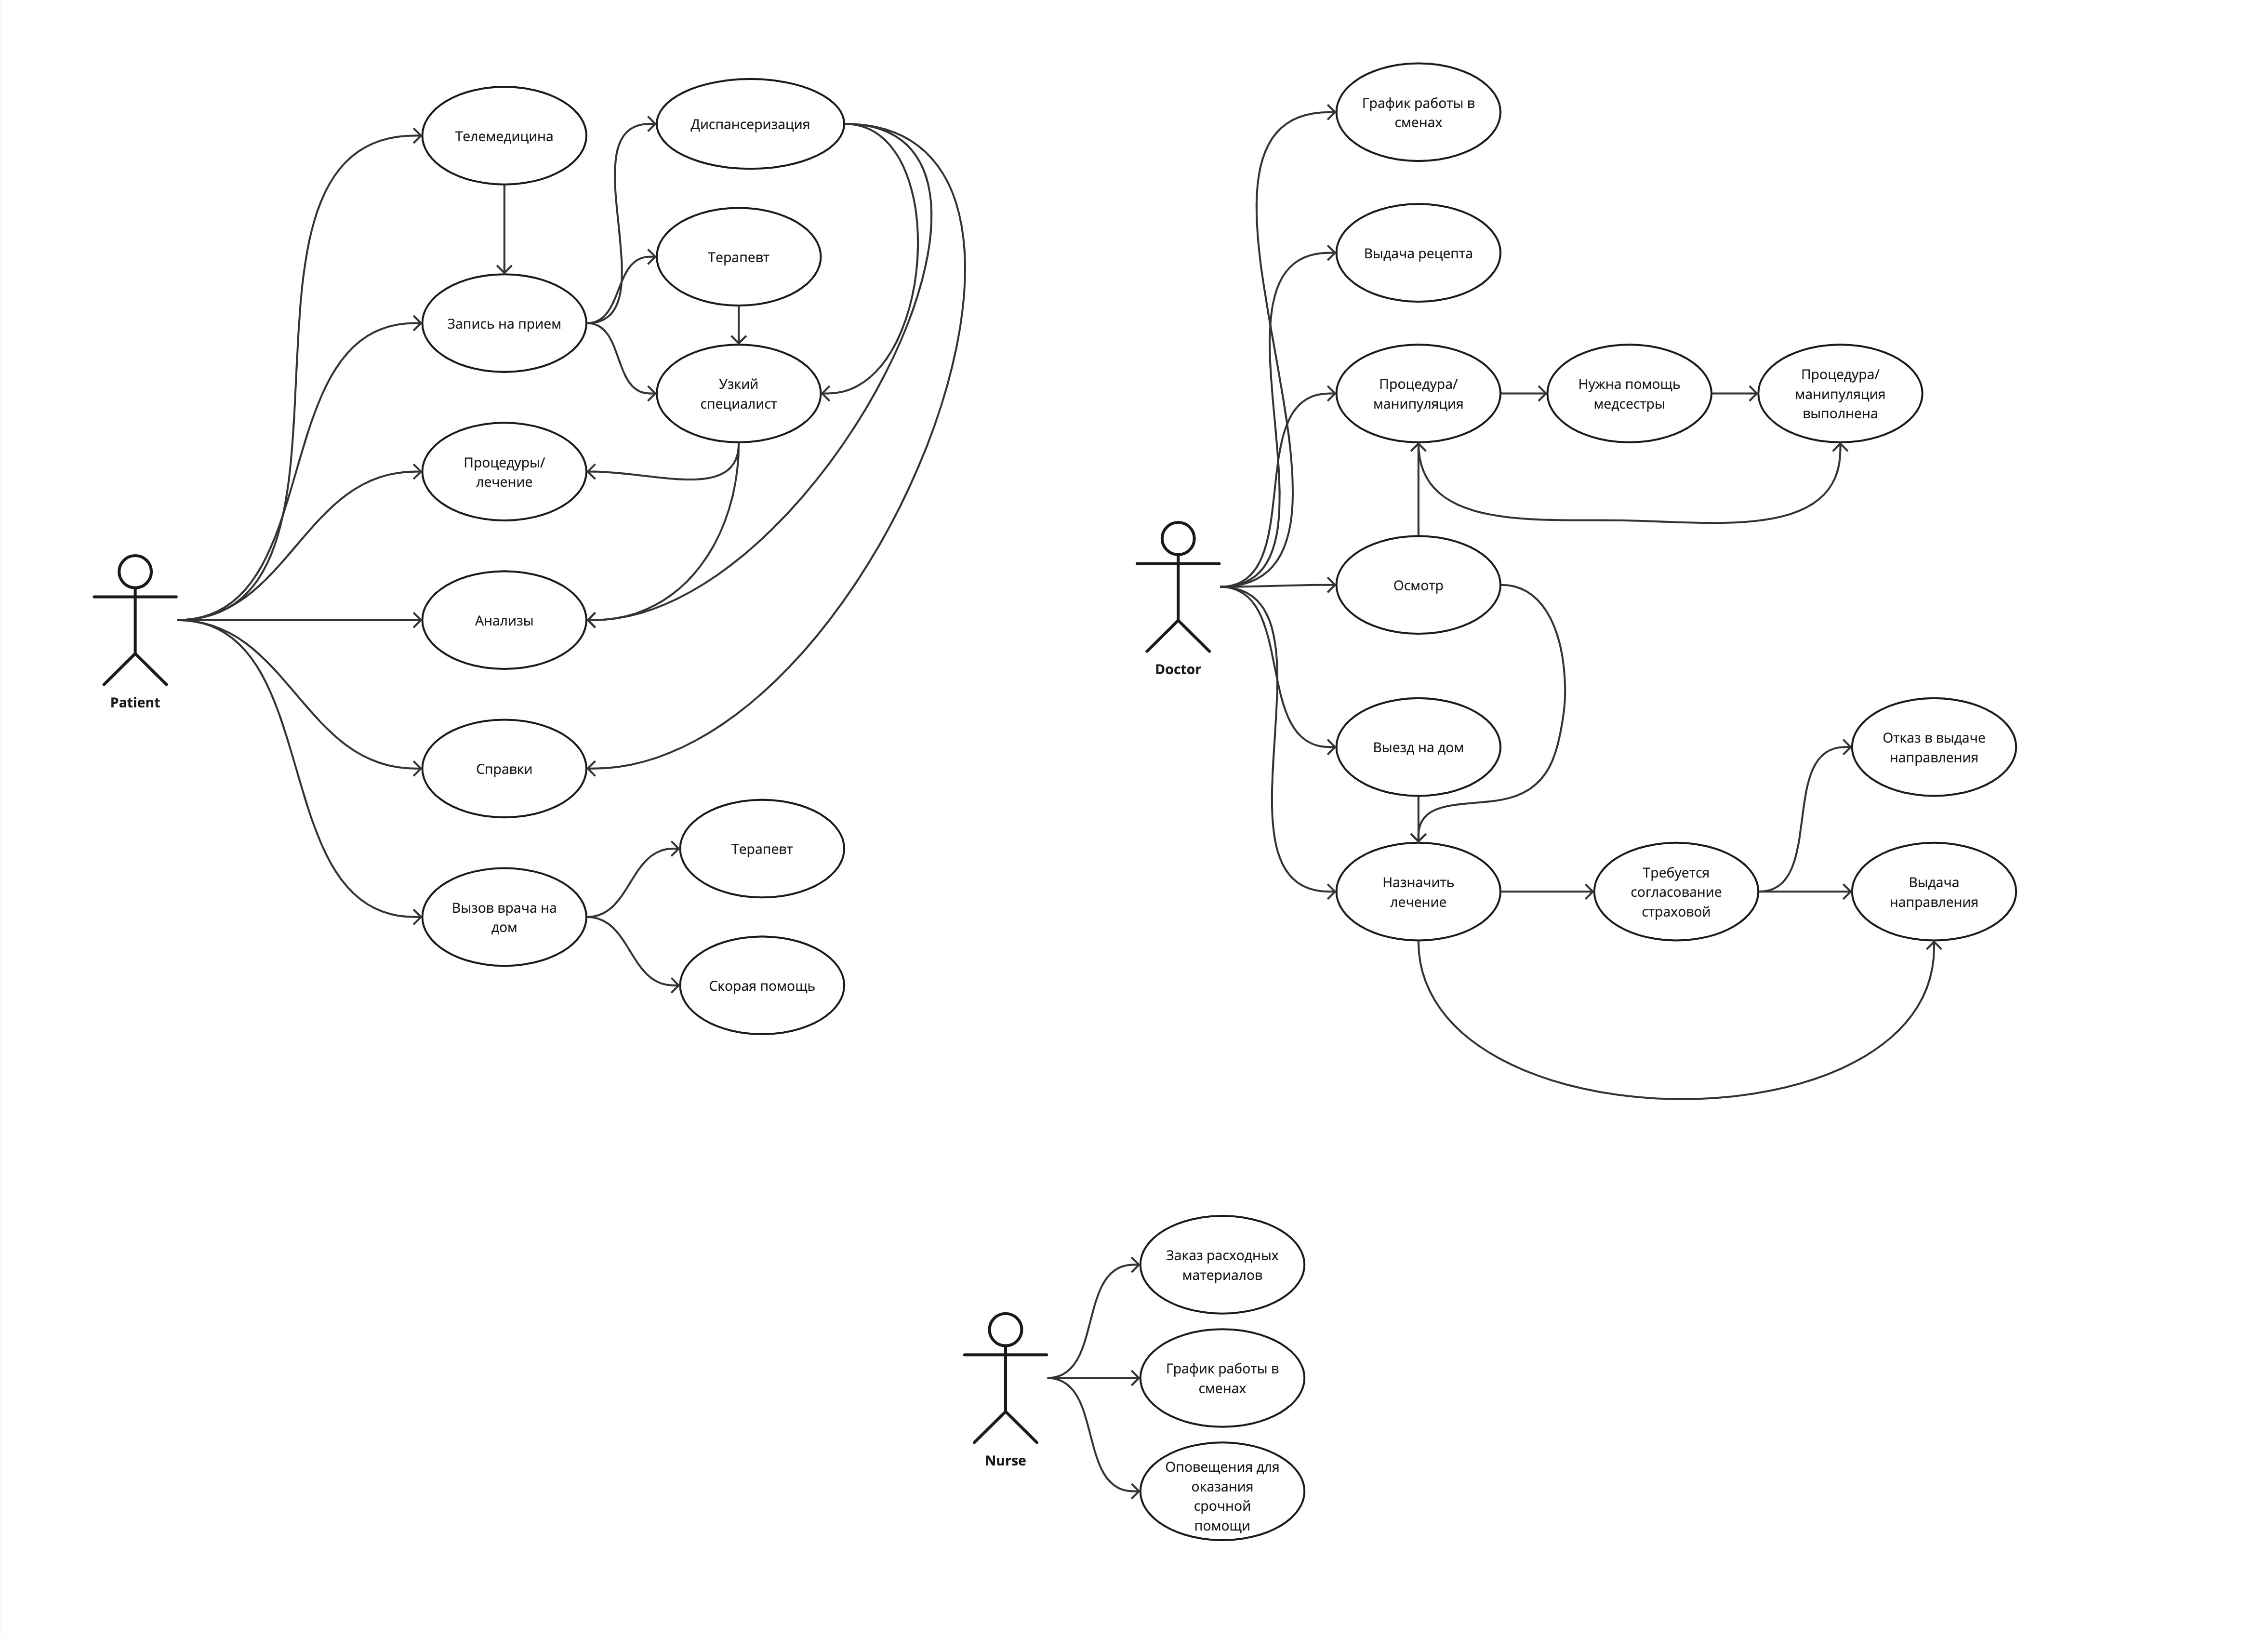 Телемедицина
Диспансеризация
Терапевт
Запись на прием
Узкий
специалист
Процедуры/
лечение
Анализы
Patient
Справки
Терапевт
Вызов врача на
дом
Скорая помощь
График работы в
сменах
Выдача рецепта
Процедура/
манипуляция
Нужна помощь
медсестры
Процедура/
манипуляция
выполнена
Осмотр
Doctor
Выезд на дом
Отказ в выдаче
направления
Назначить
лечение
Требуется
согласование
страховой
Выдача
направления
Заказ расходных
материалов
График работы в
сменах
Nurse
Оповещения для
оказания
срочной
помощи